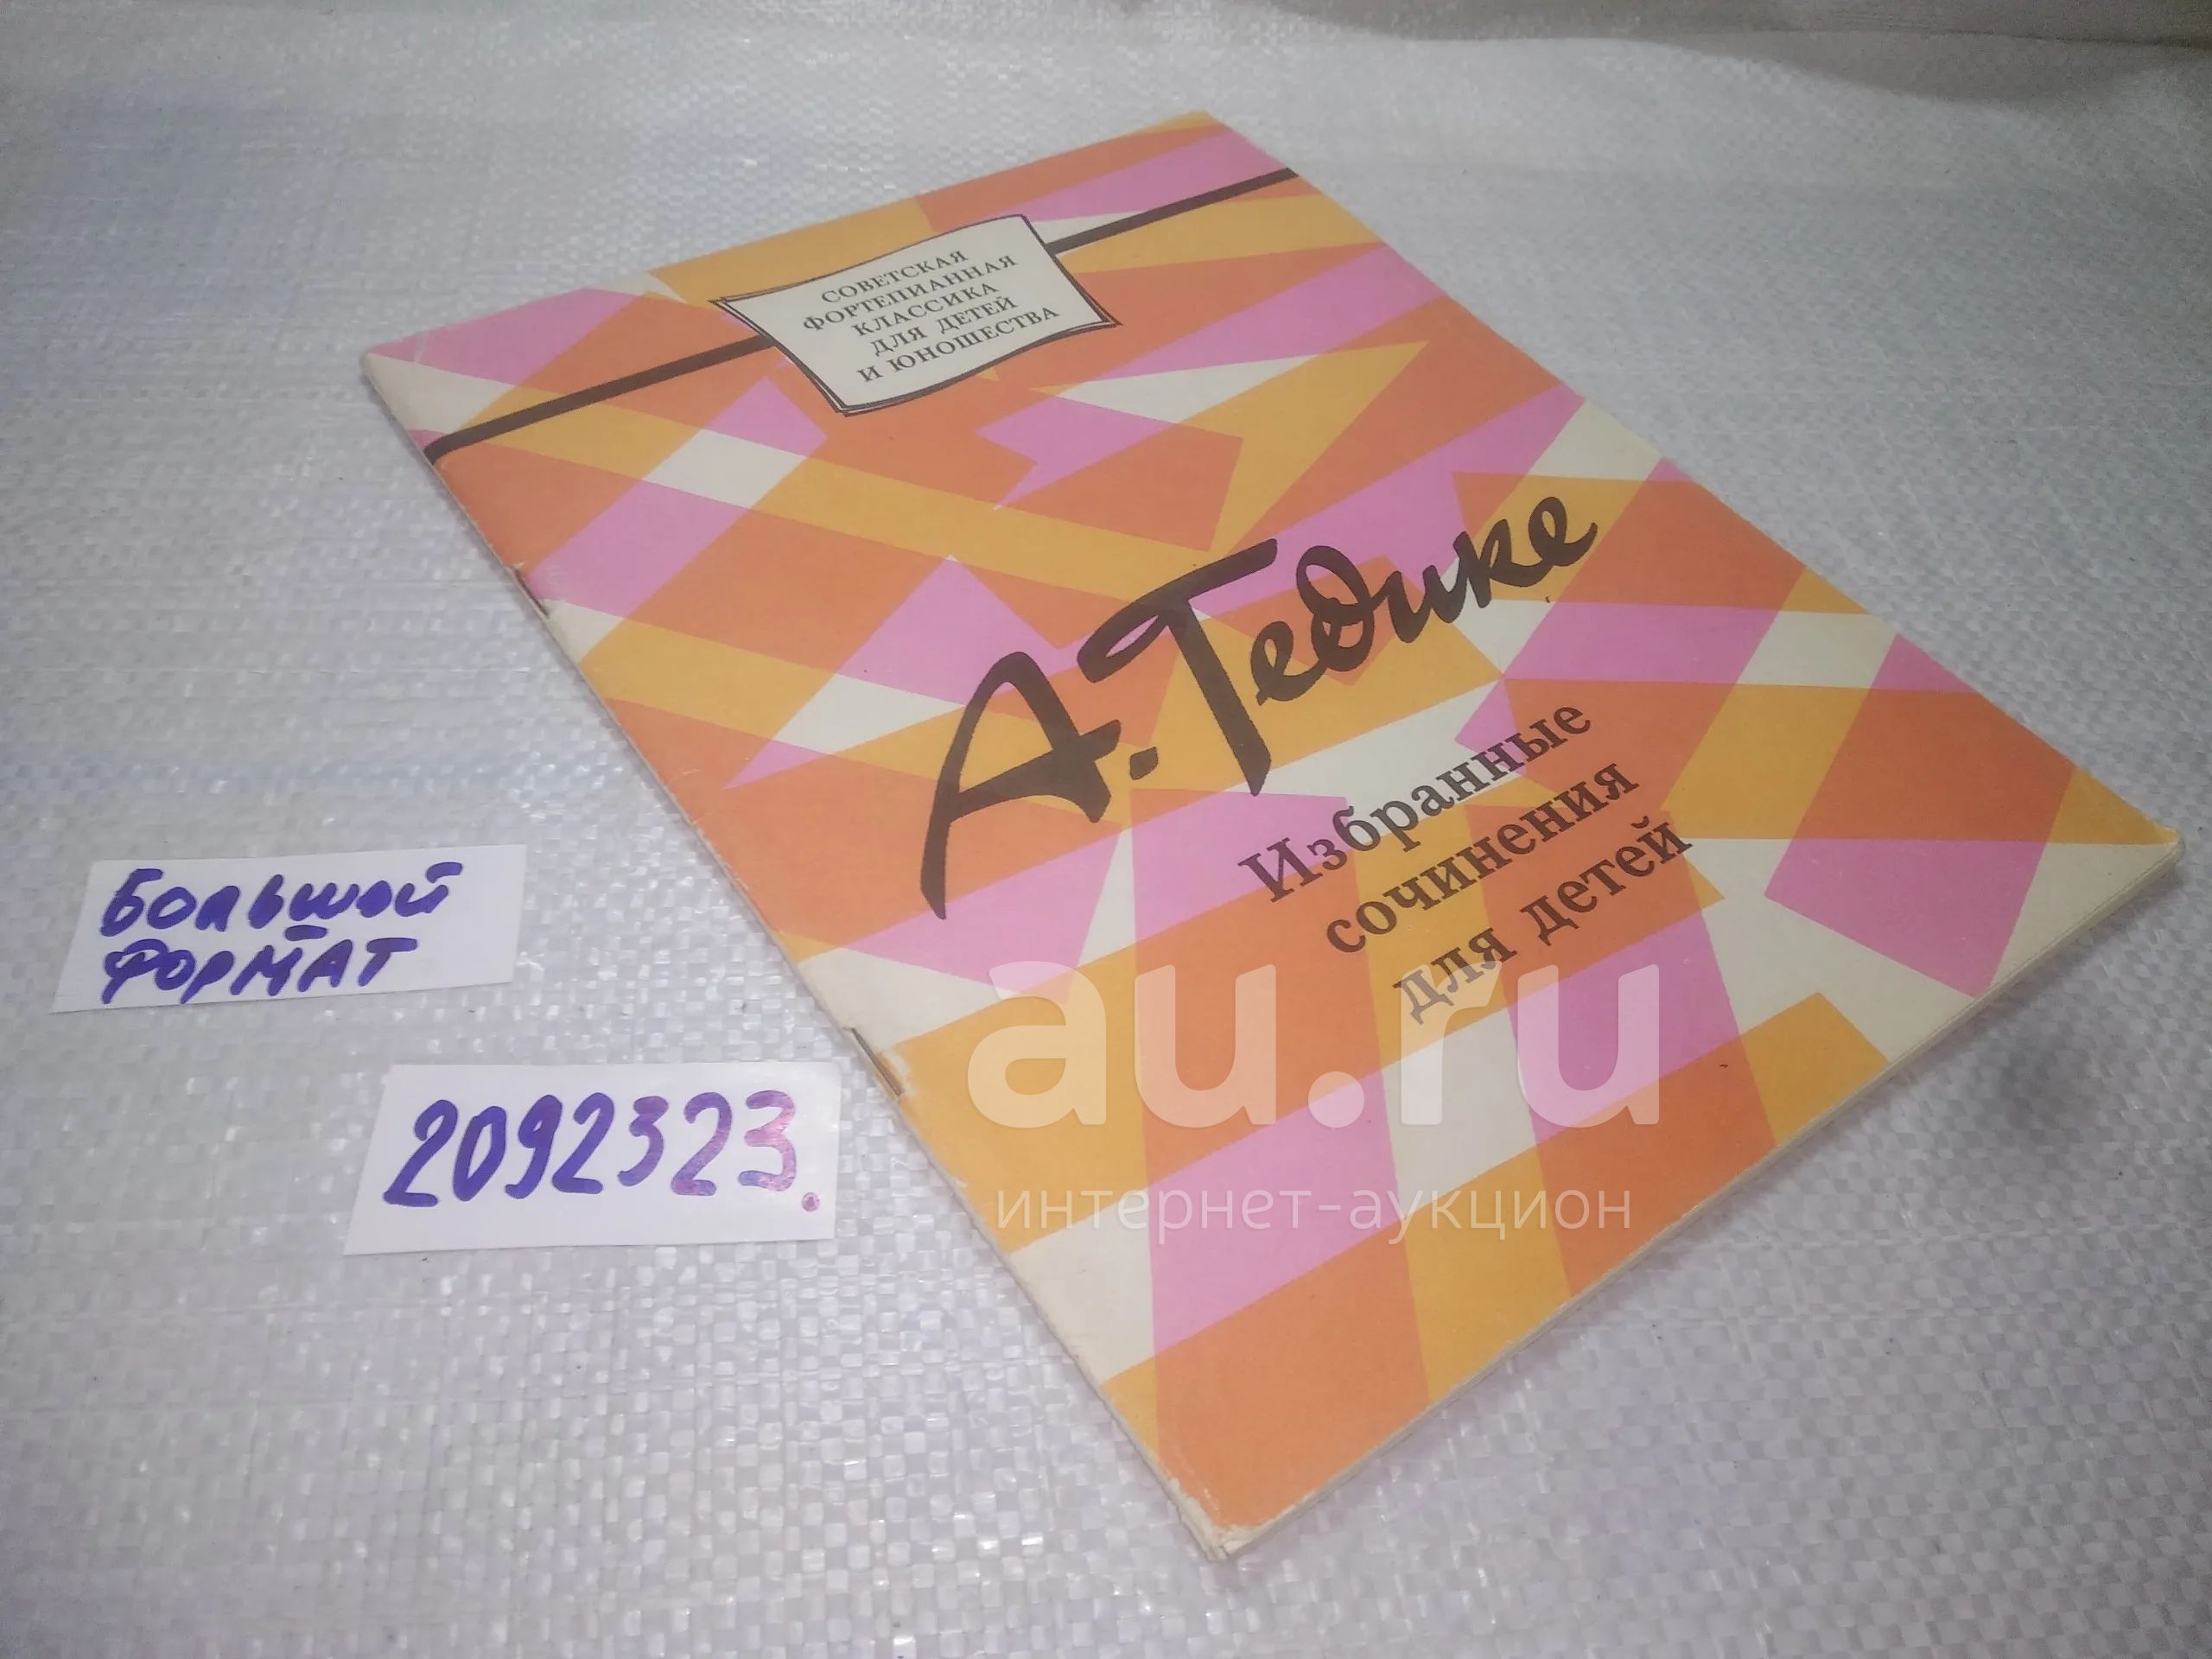 СОВЕТСКАЯ
ФОРТЕПИАННАЯ
КЛАССИКА
ДЛЯ ДЕТЕЙ
И ЮНОШЕСТВА
А. Гедике
Избранные
сочинения
для детей
БОЛЬШОЙ
ФОРМАТ
2092323.
au.ru
интернет-аукцион